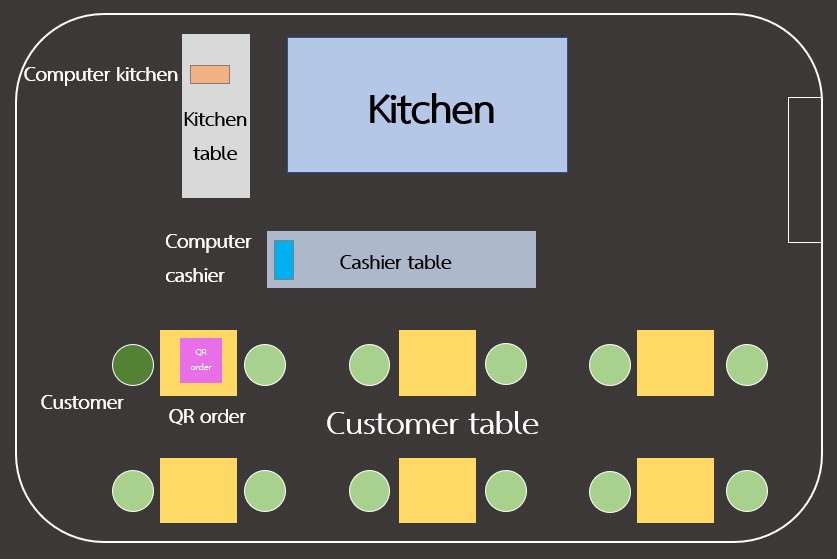 Computer kitchen
Kitchen
table
Kitchen
Computer
cashier
Cashier table
QR
order
Customer
QR order
Customer table